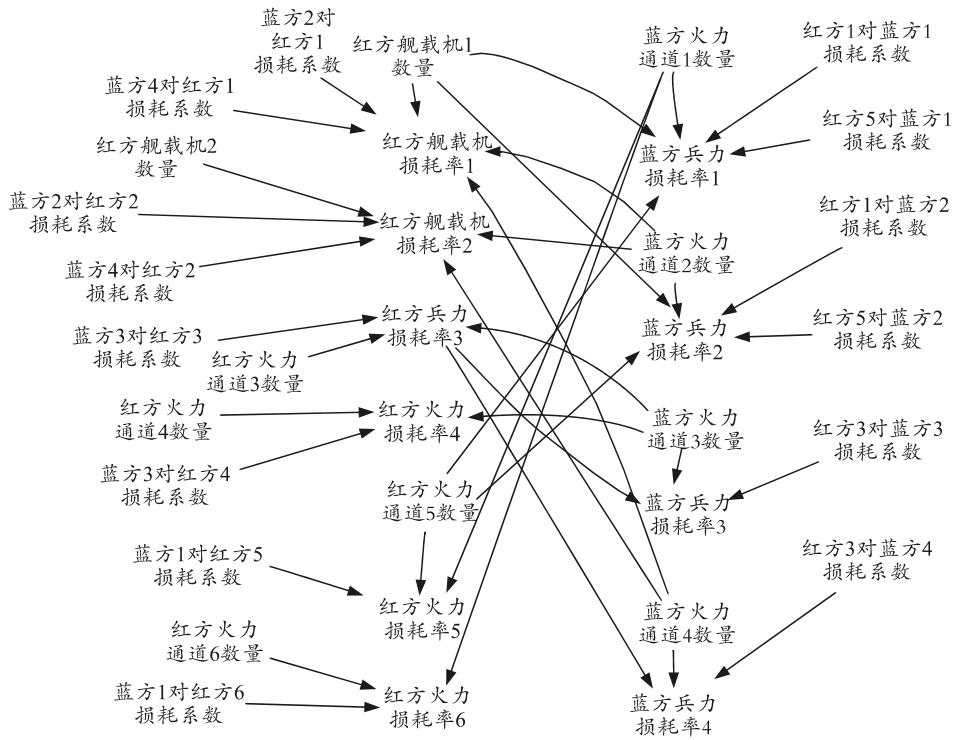 蓝方2对
红方1
损耗系数
红方舰载机1
数量
蓝方火力
通道1数量
红方1对蓝方1
损耗系数
蓝方4对红方1
损耗系数
红方5对蓝方1
损耗系数
红方舰载机2
数量
红方舰载机
损耗率1
蓝方兵力
损耗率1
蓝方2对红方2
损耗系数
红方舰载机
损耗率2
红方1对蓝方2
损耗系数
蓝方火力
通道2数量
蓝方4对红方2
损耗系数
红方兵力
损耗率3
蓝方兵力
损耗率2
红方5对蓝方2
损耗系数
蓝方3对红方3
损耗系数
红方火力
通道3数量
红方火力
通道4数量
红方火力
损耗率4
蓝方火力
通道3数量
红方3对蓝方3
损耗系数
蓝方3对红方4
损耗系数
红方火力
通道5数量
蓝方兵力
损耗率3
蓝方1对红方5
损耗系数
红方3对蓝方4
损耗系数
红方火力
损耗率5
蓝方火力
通道4数量
红方火力
通道6数量
蓝方1对红方6
损耗系数
红方火力
损耗率6
蓝方兵力
损耗率4